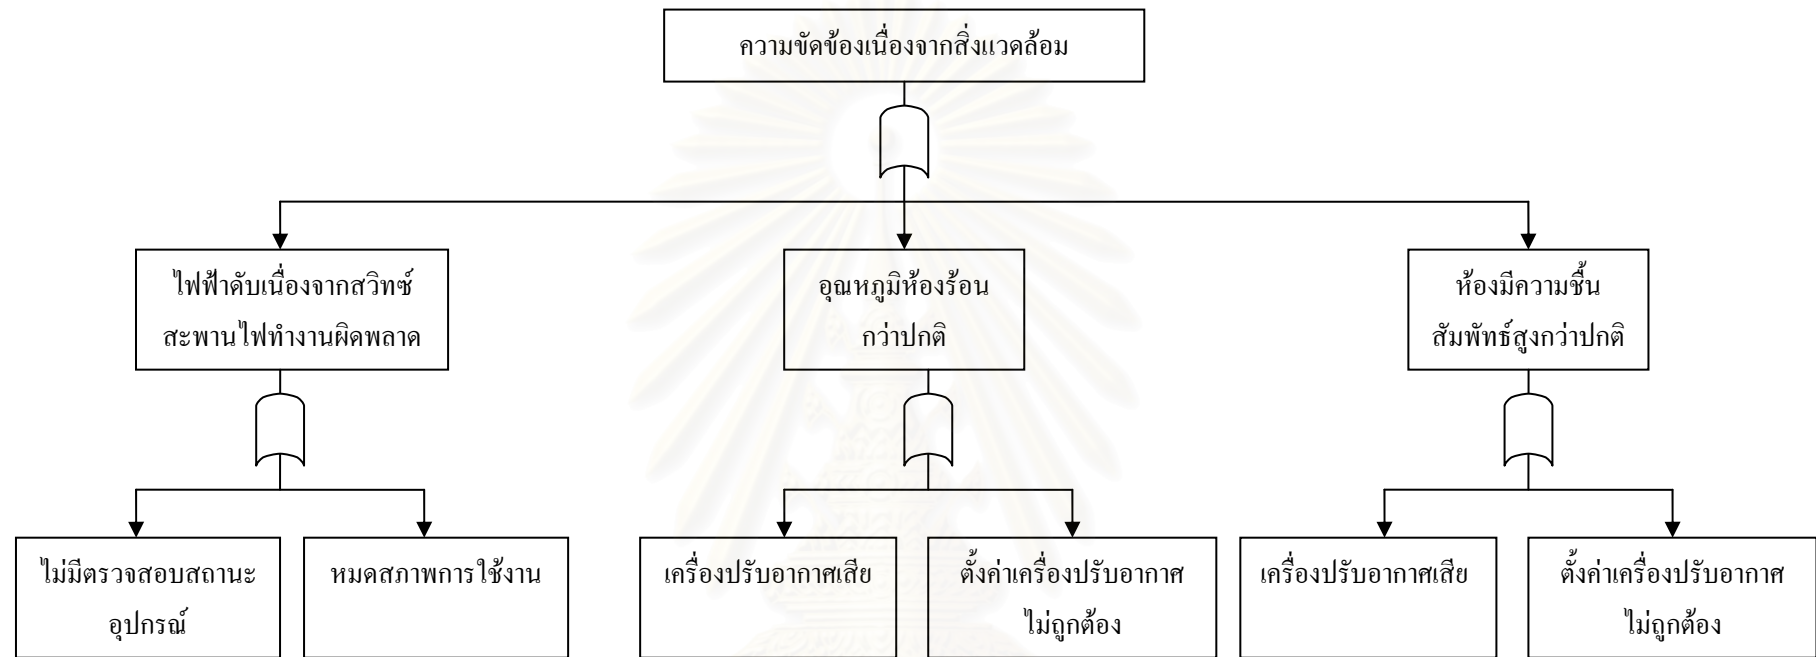 ความขัดข้องเนื่องจากสิ่งแวดล้อม
ไฟฟ้าดับเนื่องจากสวิทซ์
สะพานไฟทำงานผิดพลาด
อุณหภูมิห้องร้อน
กว่าปกติ
ห้องมีความชื้น
สัมพัทธ์สูงกว่าปกติ
ไม่มีตรวจสอบสถานะ
อุปกรณ์
หมดสภาพการใช้งาน
เครื่องปรับอากาศเสีย
ตั้งค่าเครื่องปรับอากาศ
ไม่ถูกต้อง
เครื่องปรับอากาศเสีย
ตั้งค่าเครื่องปรับอากาศ
ไม่ถูกต้อง